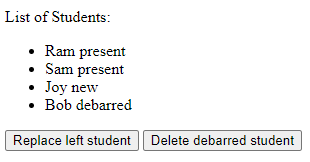 List of Students:
Ram present
Sam present
Joy new
Bob debarred
Replace left student Delete debarred student